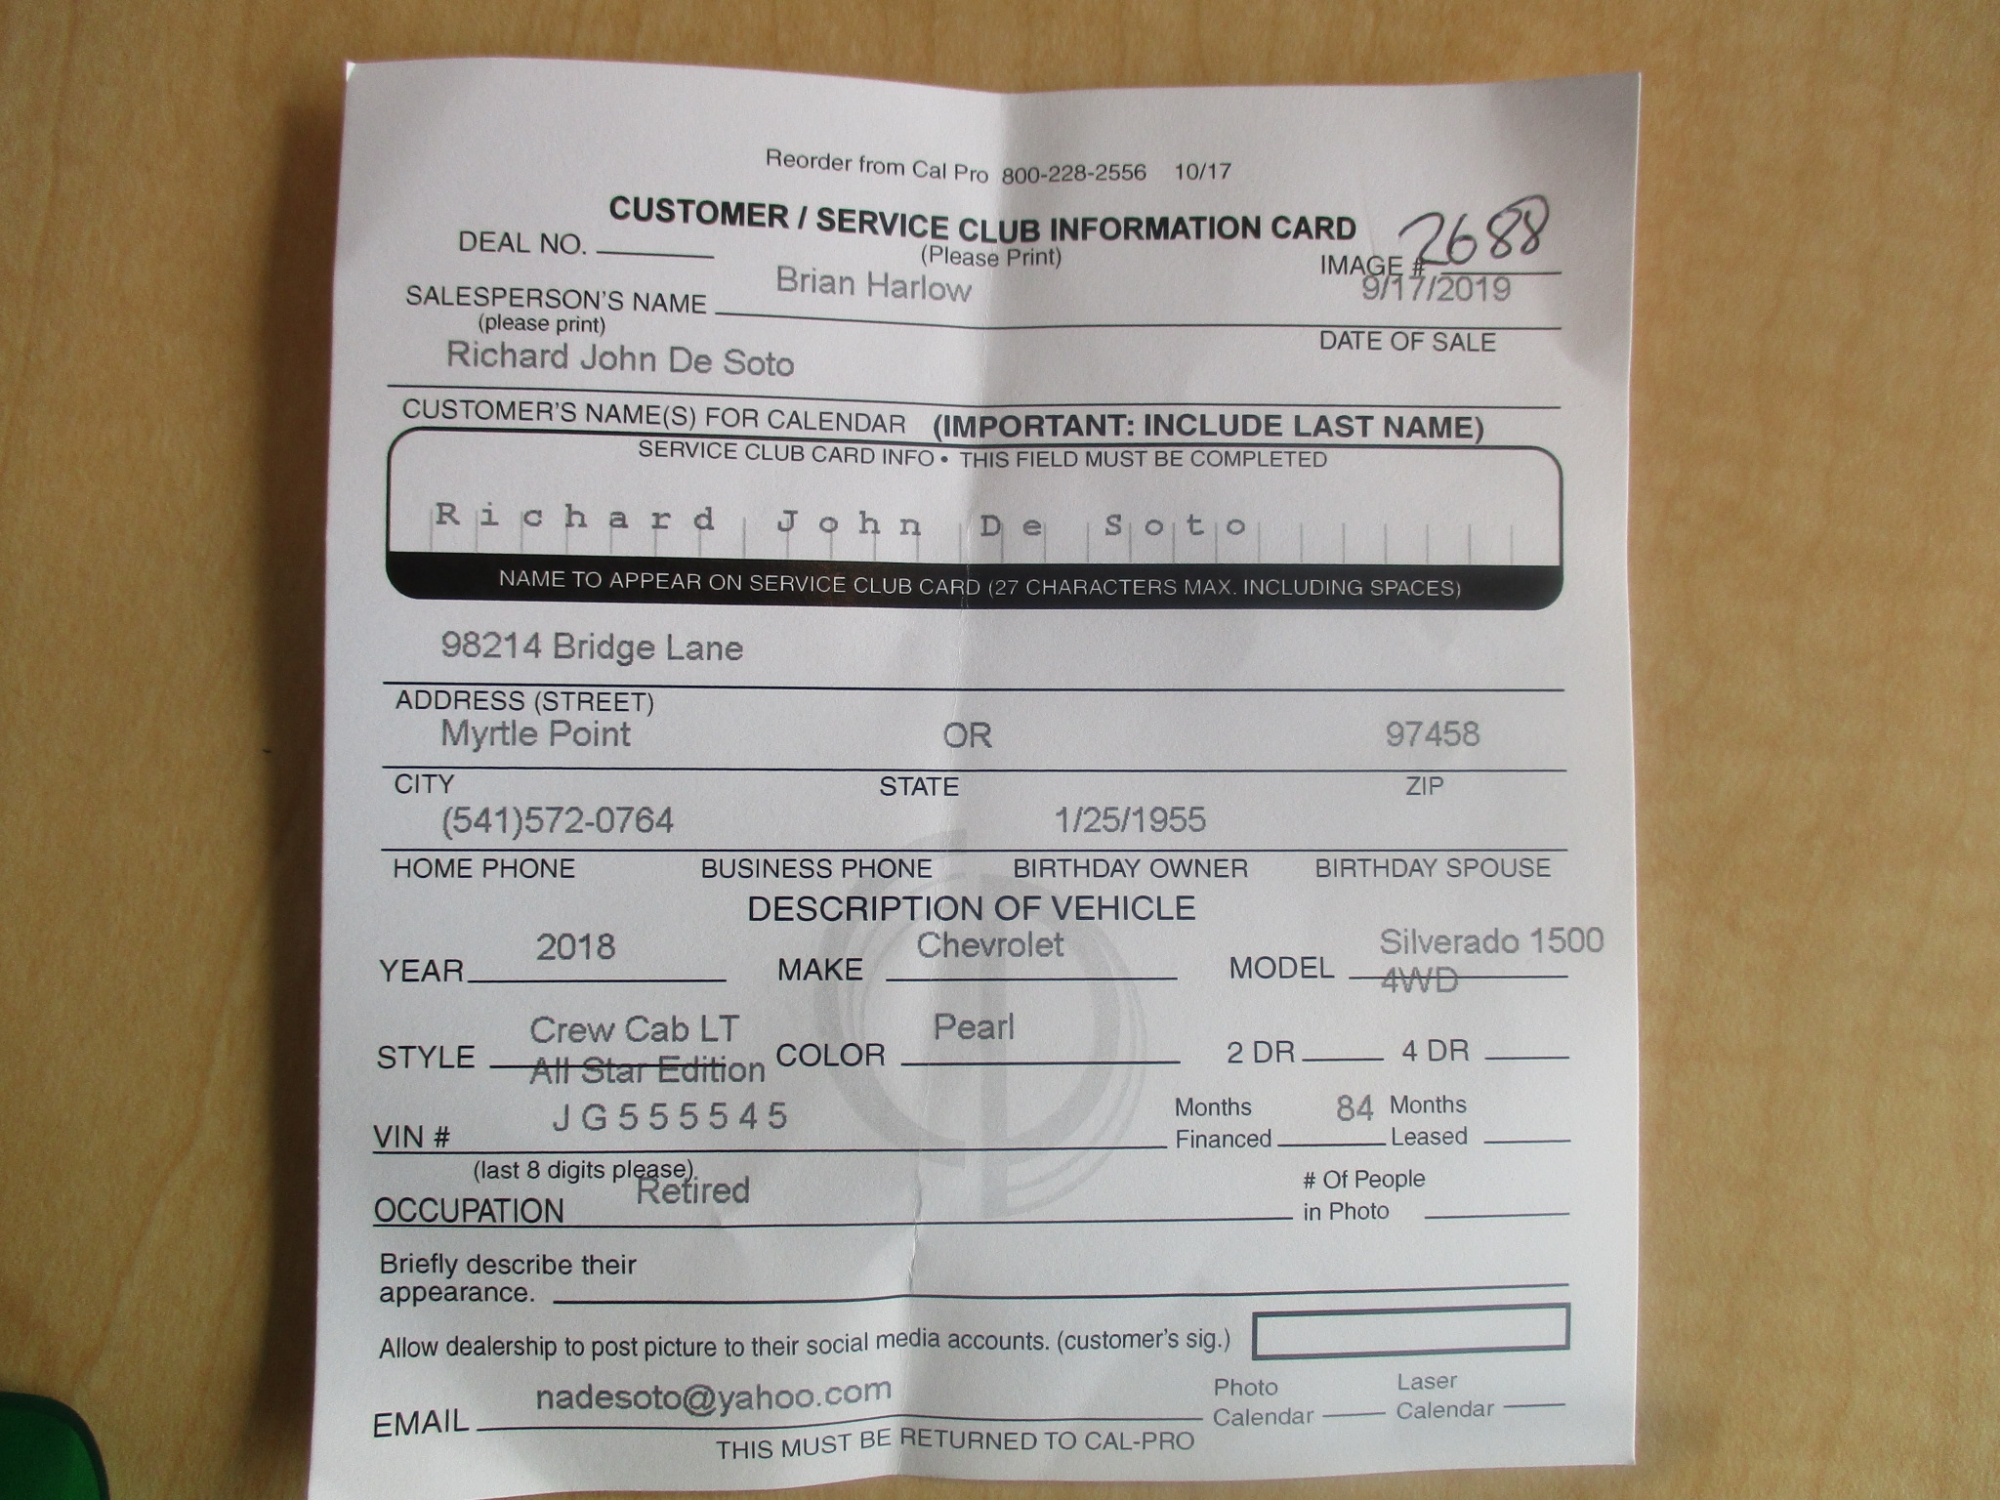 Reorder from Cal Pro 800-228-2556 10/17
CUSTOMER / SERVICE CLUB INFORMATION CARD
DEAL NO. (Please Print) IMAGE # 2688
SALESPERSON'S NAME Brian Harlow 9/17/2019
(please print) DATE OF SALE
Richard John De Soto
CUSTOMER'S NAME(S) FOR CALENDAR (IMPORTANT: INCLUDE LAST NAME)
SERVICE CLUB CARD INFO • THIS FIELD MUST BE COMPLETED
Richard John De Soto
NAME TO APPEAR ON SERVICE CLUB CARD (27 CHARACTERS MAX. INCLUDING SPACES)
98214 Bridge Lane
ADDRESS (STREET)
Myrtle Point OR 97458
CITY STATE ZIP
(541)572-0764 1/25/1955
HOME PHONE BUSINESS PHONE BIRTHDAY OWNER BIRTHDAY SPOUSE
DESCRIPTION OF VEHICLE
YEAR 2018 MAKE Chevrolet MODEL Silverado 1500
4WD
STYLE Crew Cab LT COLOR Pearl 2 DR 4 DR
All Star Edition
VIN # JG555545 Months Financed 84 Months Leased
(last 8 digits please)
OCCUPATION Retired # Of People in Photo
Briefly describe their
appearance.
Allow dealership to post picture to their social media accounts. (customer's sig.)
EMAIL nadesoto@yahoo.com Photo Calendar Laser Calendar
THIS MUST BE RETURNED TO CAL-PRO